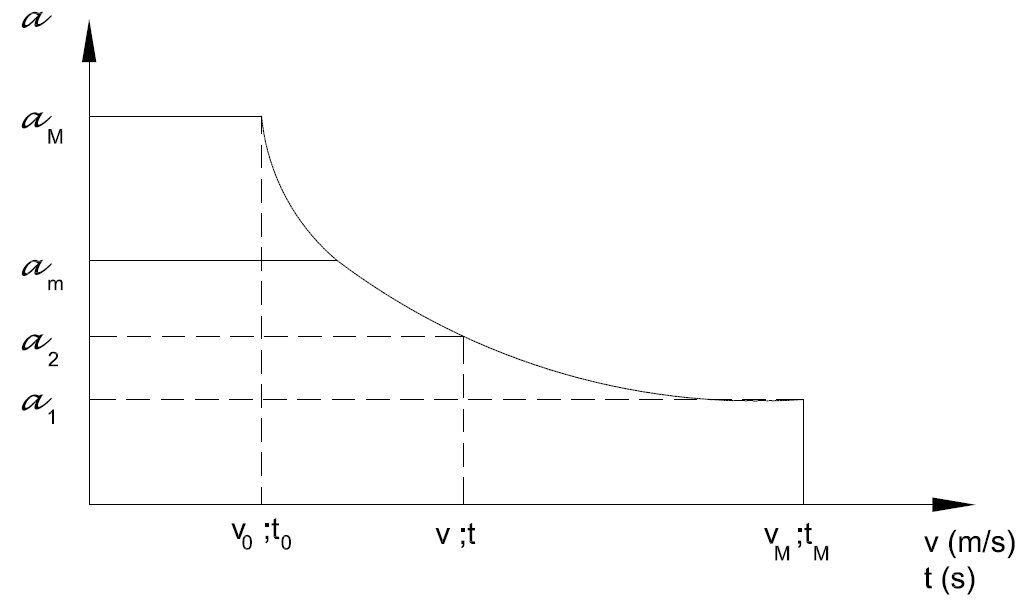 a
a_M
a_m
a_2
a_1
v_0 ;t_0
v ;t
v_M ;t_M
v (m/s)
t (s)